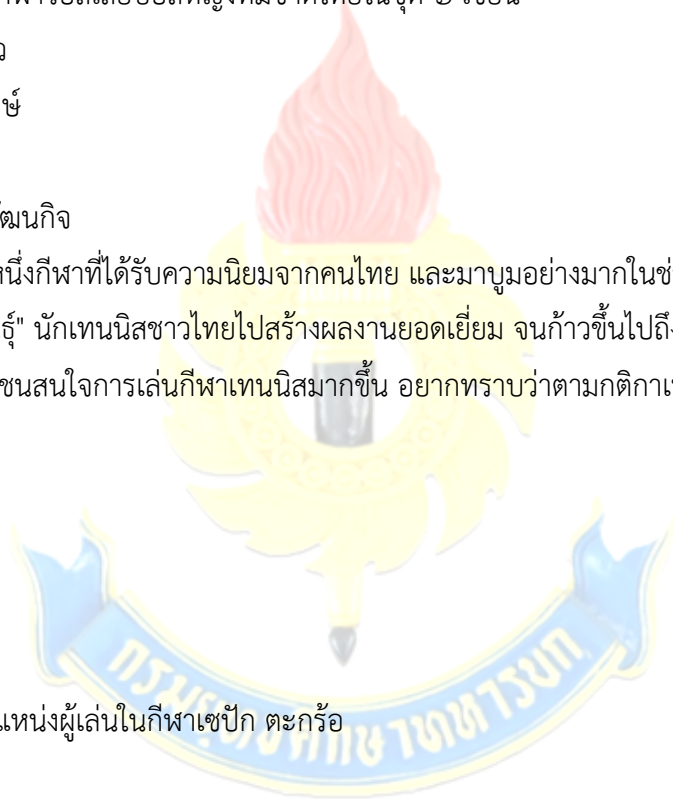 ษ์
ฒนกิจ
หนึ่งกีฬาที่ได้รับความนิยมจากคนไทย และมาบูมอย่างมากในช่
ธุ์" นักเทนนิสชาวไทยไปสร้างผลงานยอดเยี่ยม จนก้าวขึ้นไปถึง
ชนสนใจการเล่นกีฬาเทนนิสมากขึ้น อยากทราบว่าตามกติกาเ
กรมยุทธศึกษาทหารบก
แหน่งผู้เล่นในกีฬาเซปัก ตะกร้อ